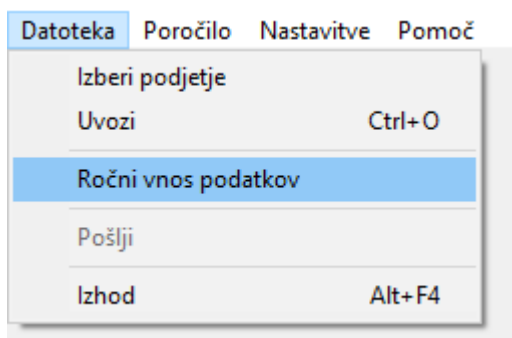 Datoteka Poročilo Nastavitve Pomoč
Izberi podjetje
Uvozi Ctrl+O
Ročni vnos podatkov
Pošlji
Izhod Alt+F4